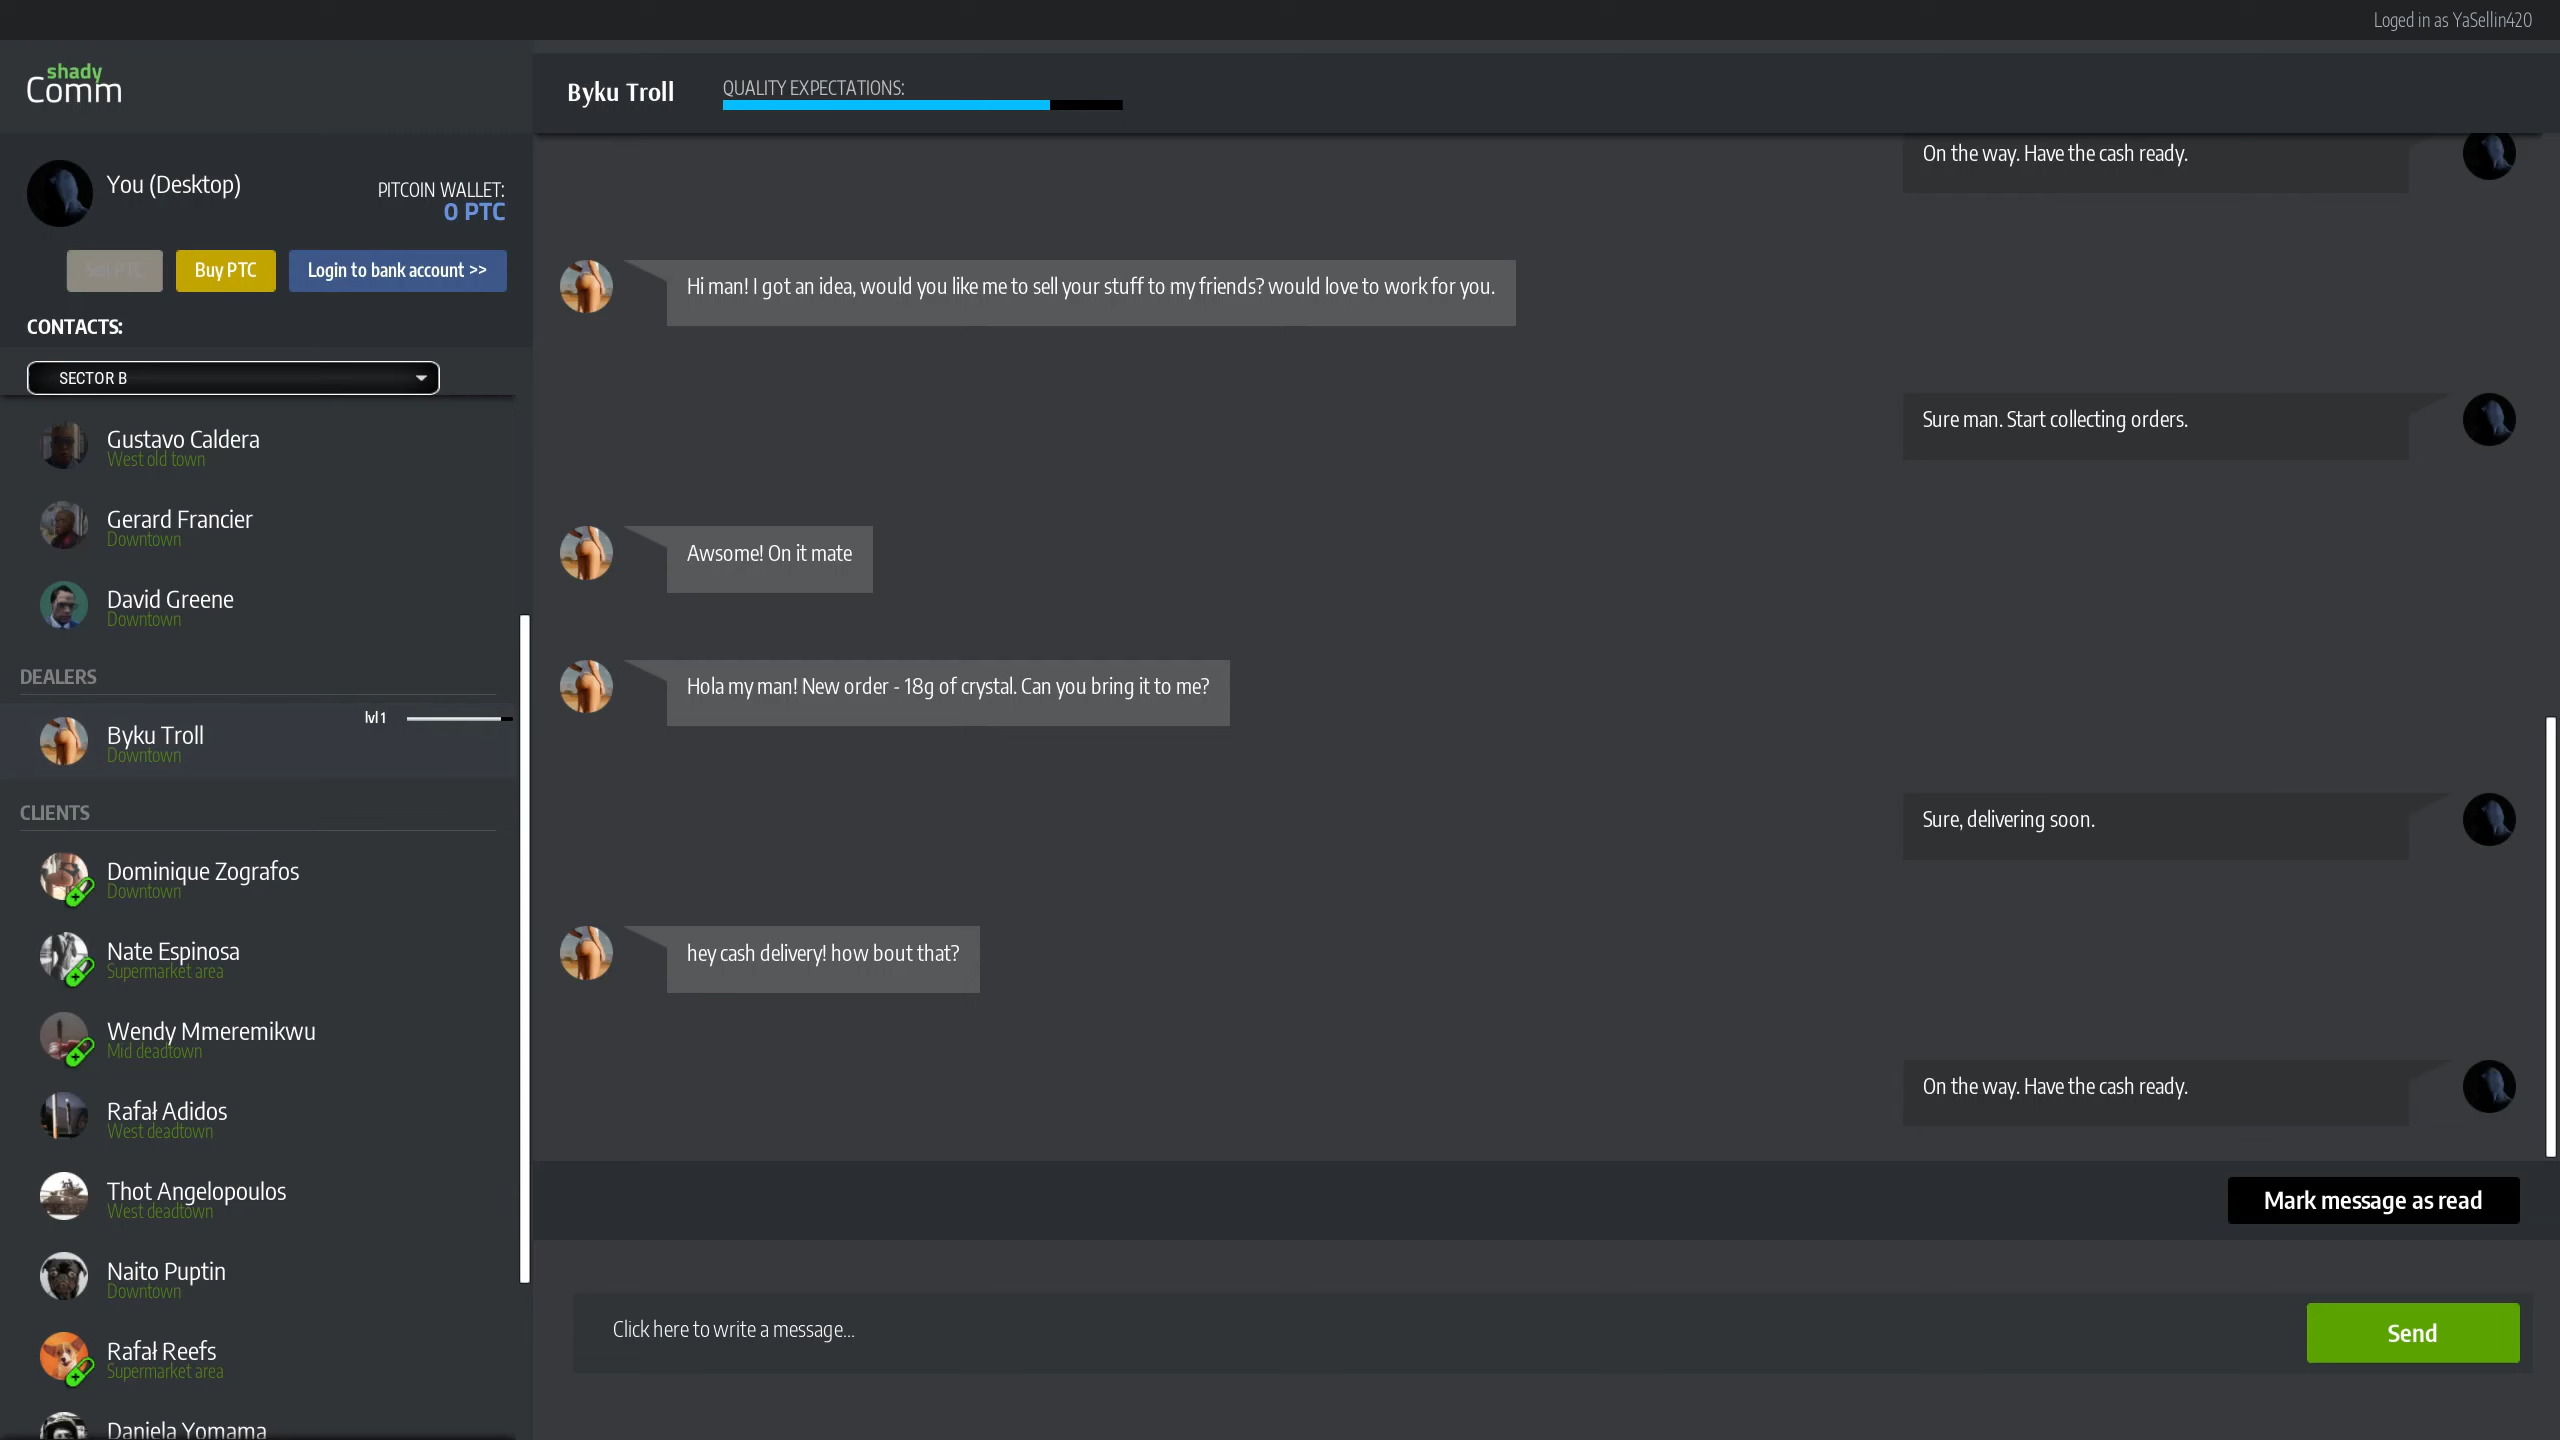 Loged in as YaSellin420
shady
Comm
You (Desktop)
PITCOIN WALLET:
0 PTC
Sell PTC
Buy PTC
Login to bank account >>
CONTACTS:
SECTOR B
Gustavo Caldera
West old town
Gerard Francier
Downtown
David Greene
Downtown
DEALERS
Byku Troll
Downtown
lvl 1
CLIENTS
Dominique Zografos
Downtown
Nate Espinosa
Supermarket area
Wendy Mmeremikwu
Mid deadtown
Rafał Adidos
West deadtown
Thot Angelopoulos
West deadtown
Naito Puptin
Downtown
Rafał Reefs
Supermarket area
Daniela Yomama
Byku Troll
QUALITY EXPECTATIONS:
On the way. Have the cash ready.
Hi man! I got an idea, would you like me to sell your stuff to my friends? would love to work for you.
Sure man. Start collecting orders.
Awsome! On it mate
Hola my man! New order - 18g of crystal. Can you bring it to me?
Sure, delivering soon.
hey cash delivery! how bout that?
On the way. Have the cash ready.
Mark message as read
Click here to write a message...
Send